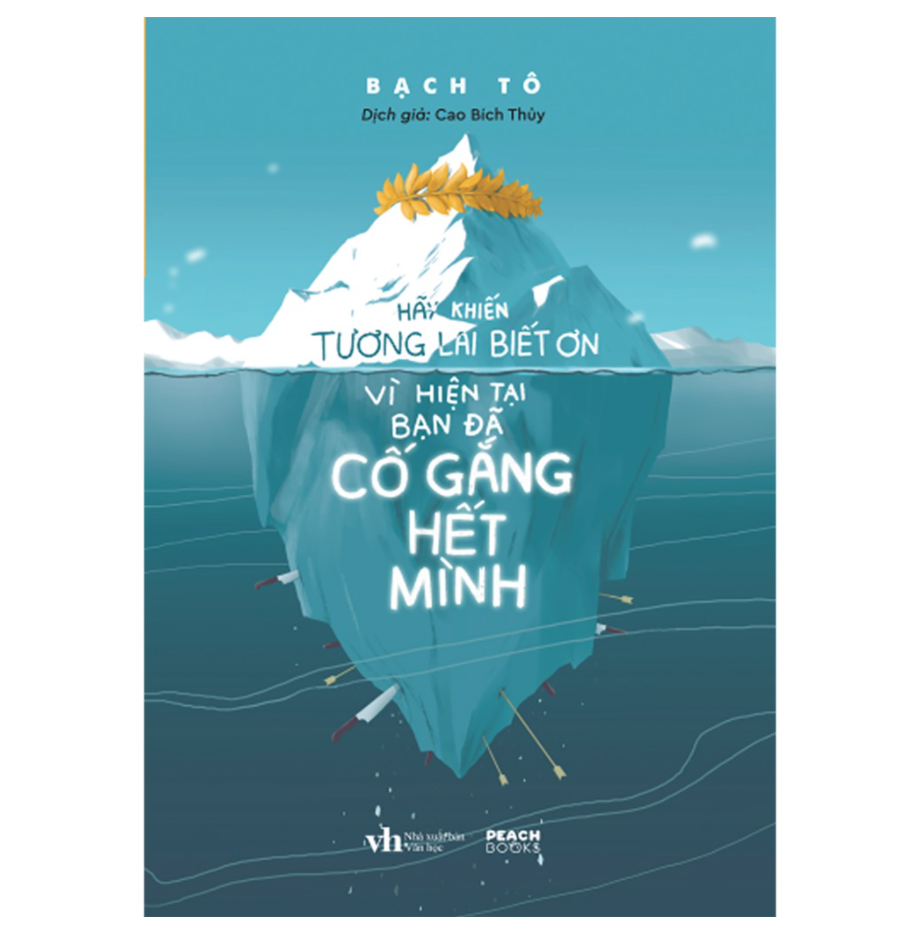 BẠCH TÔ
Dịch giả: Cao Bích Thủy
HÃY KHIẾN
TƯƠNG LAI BIẾT ƠN
VÌ HIỆN TẠI
BẠN ĐÃ
CỐ GẮNG
HẾT
MÌNH
vh Nhà xuất bản
Văn học
PEACH
BOOKS